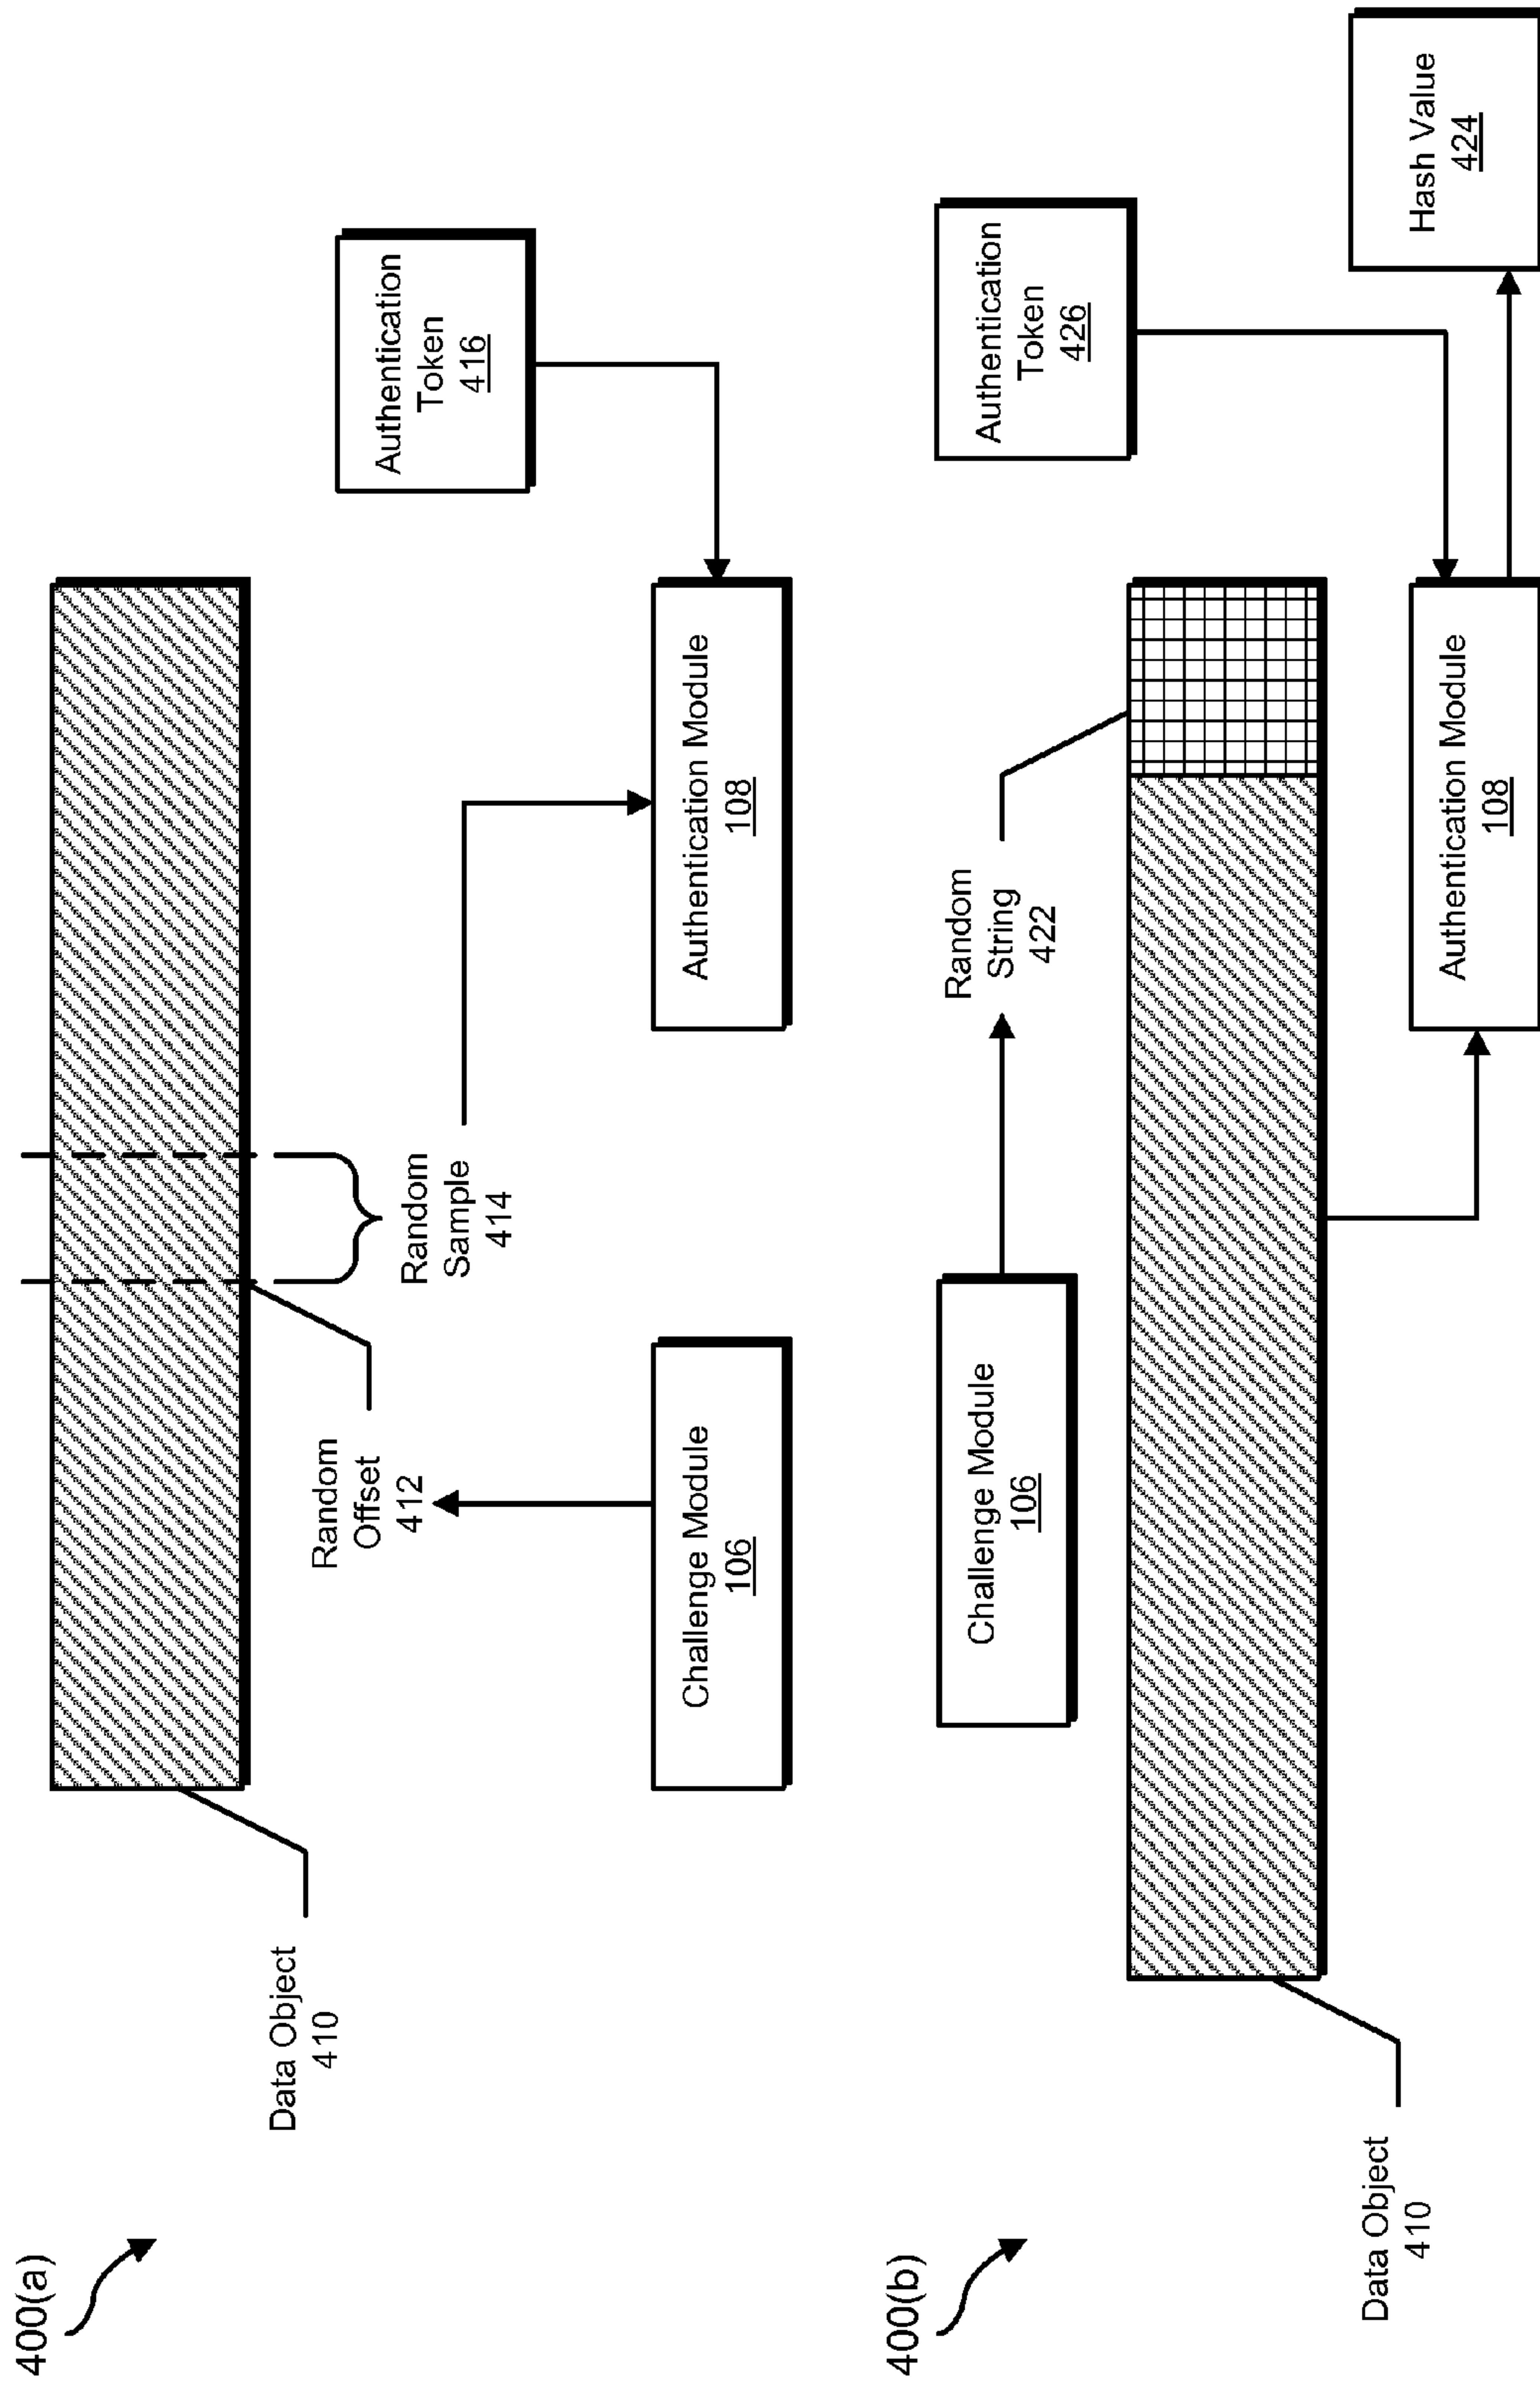 400(a)
Data Object
410
Random
Offset
412
Random
Sample
414
Challenge Module
106
Authentication Module
108
Authentication
Token
416
400(b)
Data Object
410
Challenge Module
106
Random
String
422
Authentication
Token
426
Authentication Module
108
Hash Value
424